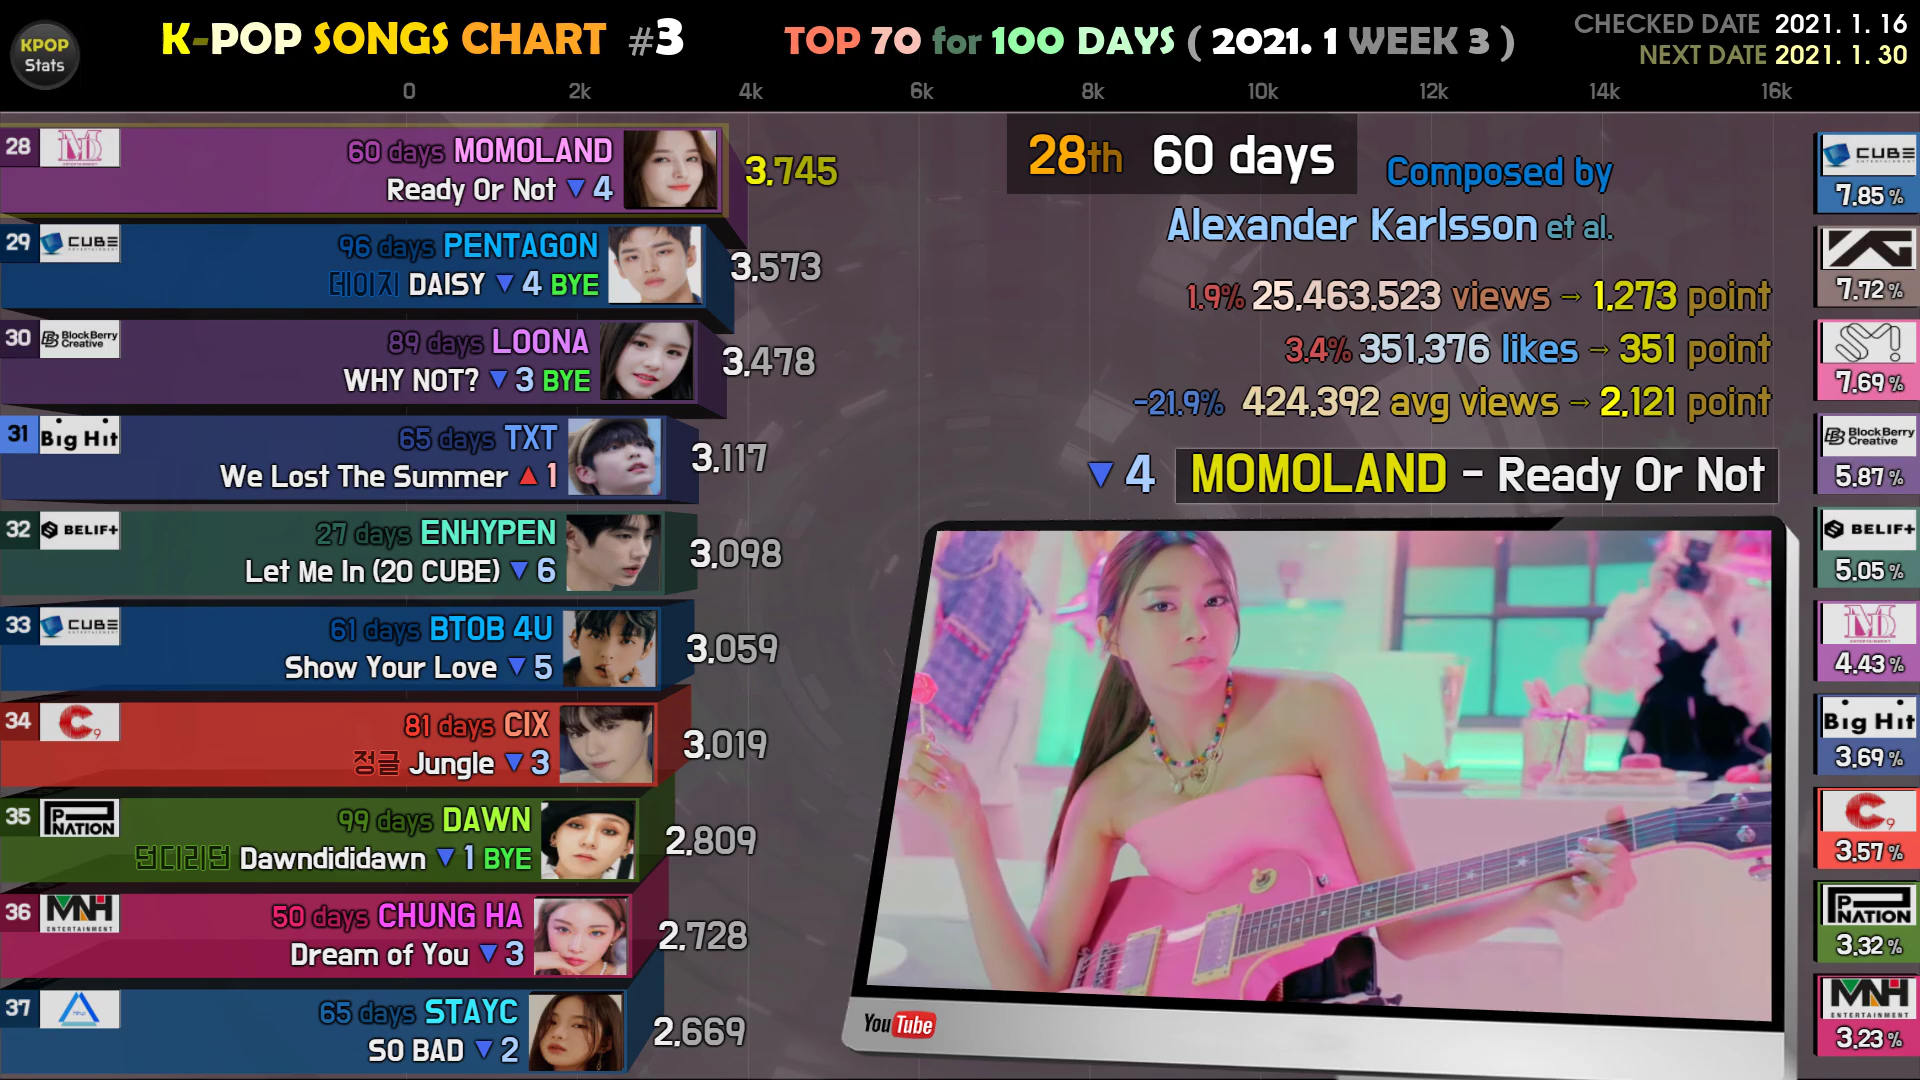 KPOP
Stats
K-POP SONGS CHART #3
TOP 70 for 100 DAYS ( 2021. 1 WEEK 3 )
CHECKED DATE 2021. 1. 16
NEXT DATE 2021. 1. 30
0 2k 4k 6k 8k 10k 12k 14k 16k
28 60 days MOMOLAND
Ready Or Not ▼ 4
3,745
29 CUBE 96 days PENTAGON
데이지 DAISY ▼ 4 BYE
3,573
30 BlockBerry Creative 89 days LOONA
WHY NOT? ▼ 3 BYE
3,478
31 Big Hit 65 days TXT
We Lost The Summer ▲ 1
3,117
32 BELIF+ 27 days ENHYPEN
Let Me In (20 CUBE) ▼ 6
3,098
33 CUBE 61 days BTOB 4U
Show Your Love ▼ 5
3,059
34 C9 81 days CIX
정글 Jungle ▼ 3
3,019
35 P NATION 99 days DAWN
던디리던 Dawndididawn ▼ 1 BYE
2,809
36 MNH ENTERTAINMENT 50 days CHUNG HA
Dream of You ▼ 3
2,728
37 65 days STAYC
SO BAD ▼ 2
2,669
28th 60 days
Composed by
Alexander Karlsson et al.
1.9% 25,463,523 views → 1,273 point
3.4% 351,376 likes → 351 point
-21.9% 424,392 avg views → 2,121 point
▼ 4 MOMOLAND - Ready Or Not
YouTube
CUBE
7.85 %
YG
7.72 %
SM
7.69 %
BlockBerry Creative
5.87 %
BELIF+
5.05 %
4.43 %
Big Hit
3.69 %
C9
3.57 %
P NATION
3.32 %
MNH ENTERTAINMENT
3.23 %